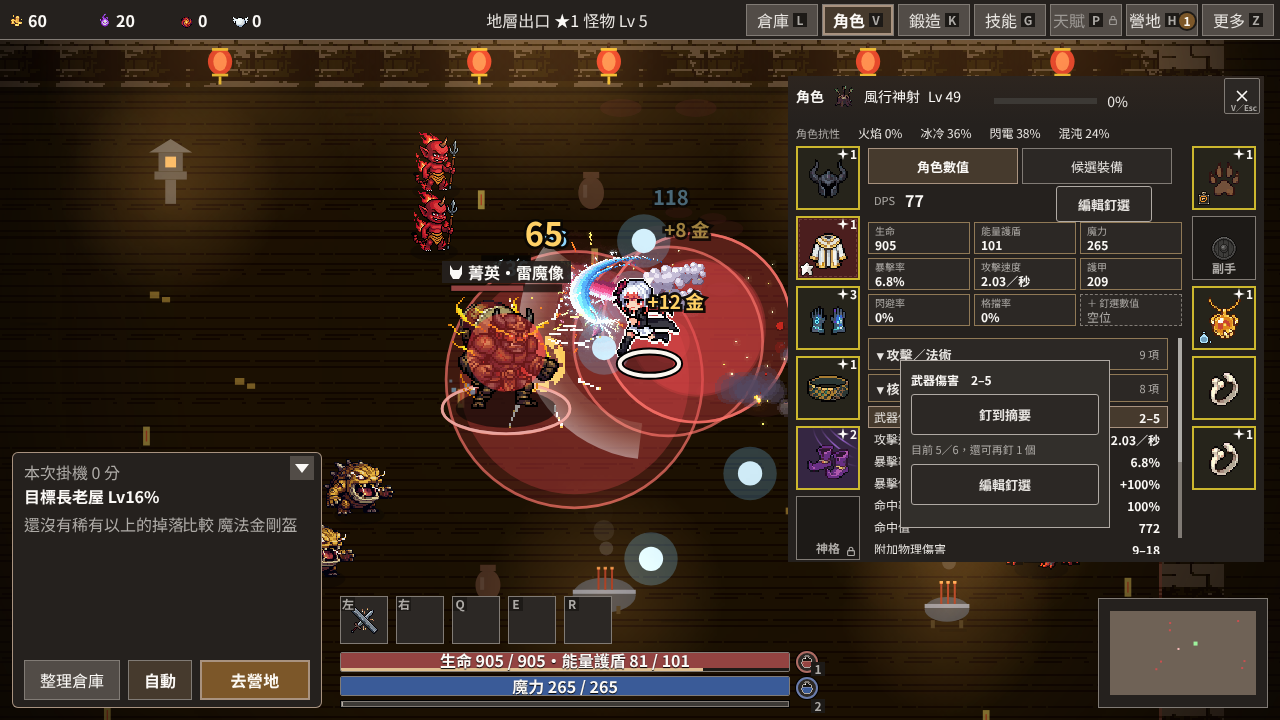 60 20 0 0 地層出口 ★1 怪物 Lv 5 倉庫 L 角色 V 鍛造 K 技能 G 天賦 P 營地 H 1 更多 Z
角色 風行神射 Lv 49 0% V／Esc
角色抗性 火焰 0% 冰冷 36% 閃電 38% 混沌 24%
1 角色數值 候選裝備 1
DPS 77 編輯釘選
118
+8 金
65
1
生命 能量護盾 魔力
905 101 265
副手
暴擊率 攻擊速度 護甲
6.8% 2.03／秒 209
菁英・雷魔像
+12 金
3 1
閃避率 格擋率 ＋ 釘選數值
0% 0% 空位
▼攻擊／法術 9 項
1
武器傷害 2–5
▼核 8 項
釘到摘要
武器 2–5
2 1
攻擊 2.03／秒
目前 5／6，還可再釘 1 個
暴擊 6.8%
編輯釘選
暴擊 +100%
命中 100%
命中值 772
神格
附加物理傷害 9–18
本次掛機 0 分
目標長老屋 Lv16%
還沒有稀有以上的掉落比較 魔法金剛盔
左 右 Q E R
整理倉庫 自動 去營地
生命 905 / 905・能量護盾 81 / 101 1
魔力 265 / 265 2